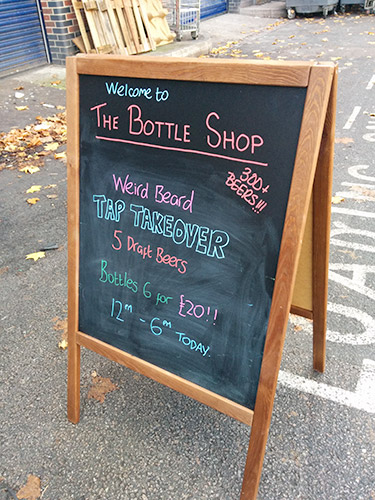 Welcome to
THE BOTTLE SHOP
300+
BEERS!!!
Weird Beard
TAP TAKEOVER
5 Draft Beers
Bottles 6 for £20!!
12pm - 6pm TODAY.